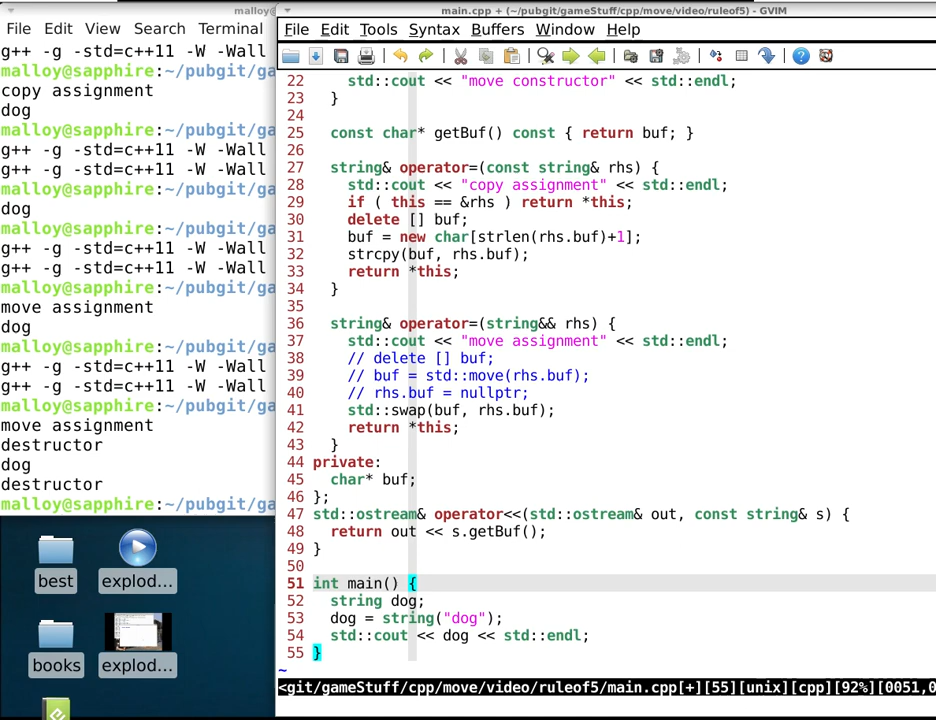 malloy@
File Edit View Search Terminal
g++ -g -std=c++11 -W -Wall
malloy@sapphire:~/pubgit/ga
copy assignment
dog
malloy@sapphire:~/pubgit/ga
g++ -g -std=c++11 -W -Wall
g++ -g -std=c++11 -W -Wall
malloy@sapphire:~/pubgit/ga
dog
malloy@sapphire:~/pubgit/ga
g++ -g -std=c++11 -W -Wall
g++ -g -std=c++11 -W -Wall
malloy@sapphire:~/pubgit/ga
move assignment
dog
malloy@sapphire:~/pubgit/ga
g++ -g -std=c++11 -W -Wall
g++ -g -std=c++11 -W -Wall
malloy@sapphire:~/pubgit/ga
move assignment
destructor
dog
destructor
malloy@sapphire:~/pubgit/ga
best
explod...
books
explod...
main.cpp + (~/pubgit/gameStuff/cpp/move/video/ruleof5) - GVIM
File Edit Tools Syntax Buffers Window Help
22     std::cout << "move constructor" << std::endl;
23   }
24
25   const char* getBuf() const { return buf; }
26
27   string& operator=(const string& rhs) {
28     std::cout << "copy assignment" << std::endl;
29     if ( this == &rhs ) return *this;
30     delete [] buf;
31     buf = new char[strlen(rhs.buf)+1];
32     strcpy(buf, rhs.buf);
33     return *this;
34   }
35
36   string& operator=(string&& rhs) {
37     std::cout << "move assignment" << std::endl;
38     // delete [] buf;
39     // buf = std::move(rhs.buf);
40     // rhs.buf = nullptr;
41     std::swap(buf, rhs.buf);
42     return *this;
43   }
44 private:
45   char* buf;
46 };
47 std::ostream& operator<<(std::ostream& out, const string& s) {
48   return out << s.getBuf();
49 }
50
51 int main() {
52   string dog;
53   dog = string("dog");
54   std::cout << dog << std::endl;
55 }
~
<git/gameStuff/cpp/move/video/ruleof5/main.cpp[+][55][unix][cpp][92%][0051,0